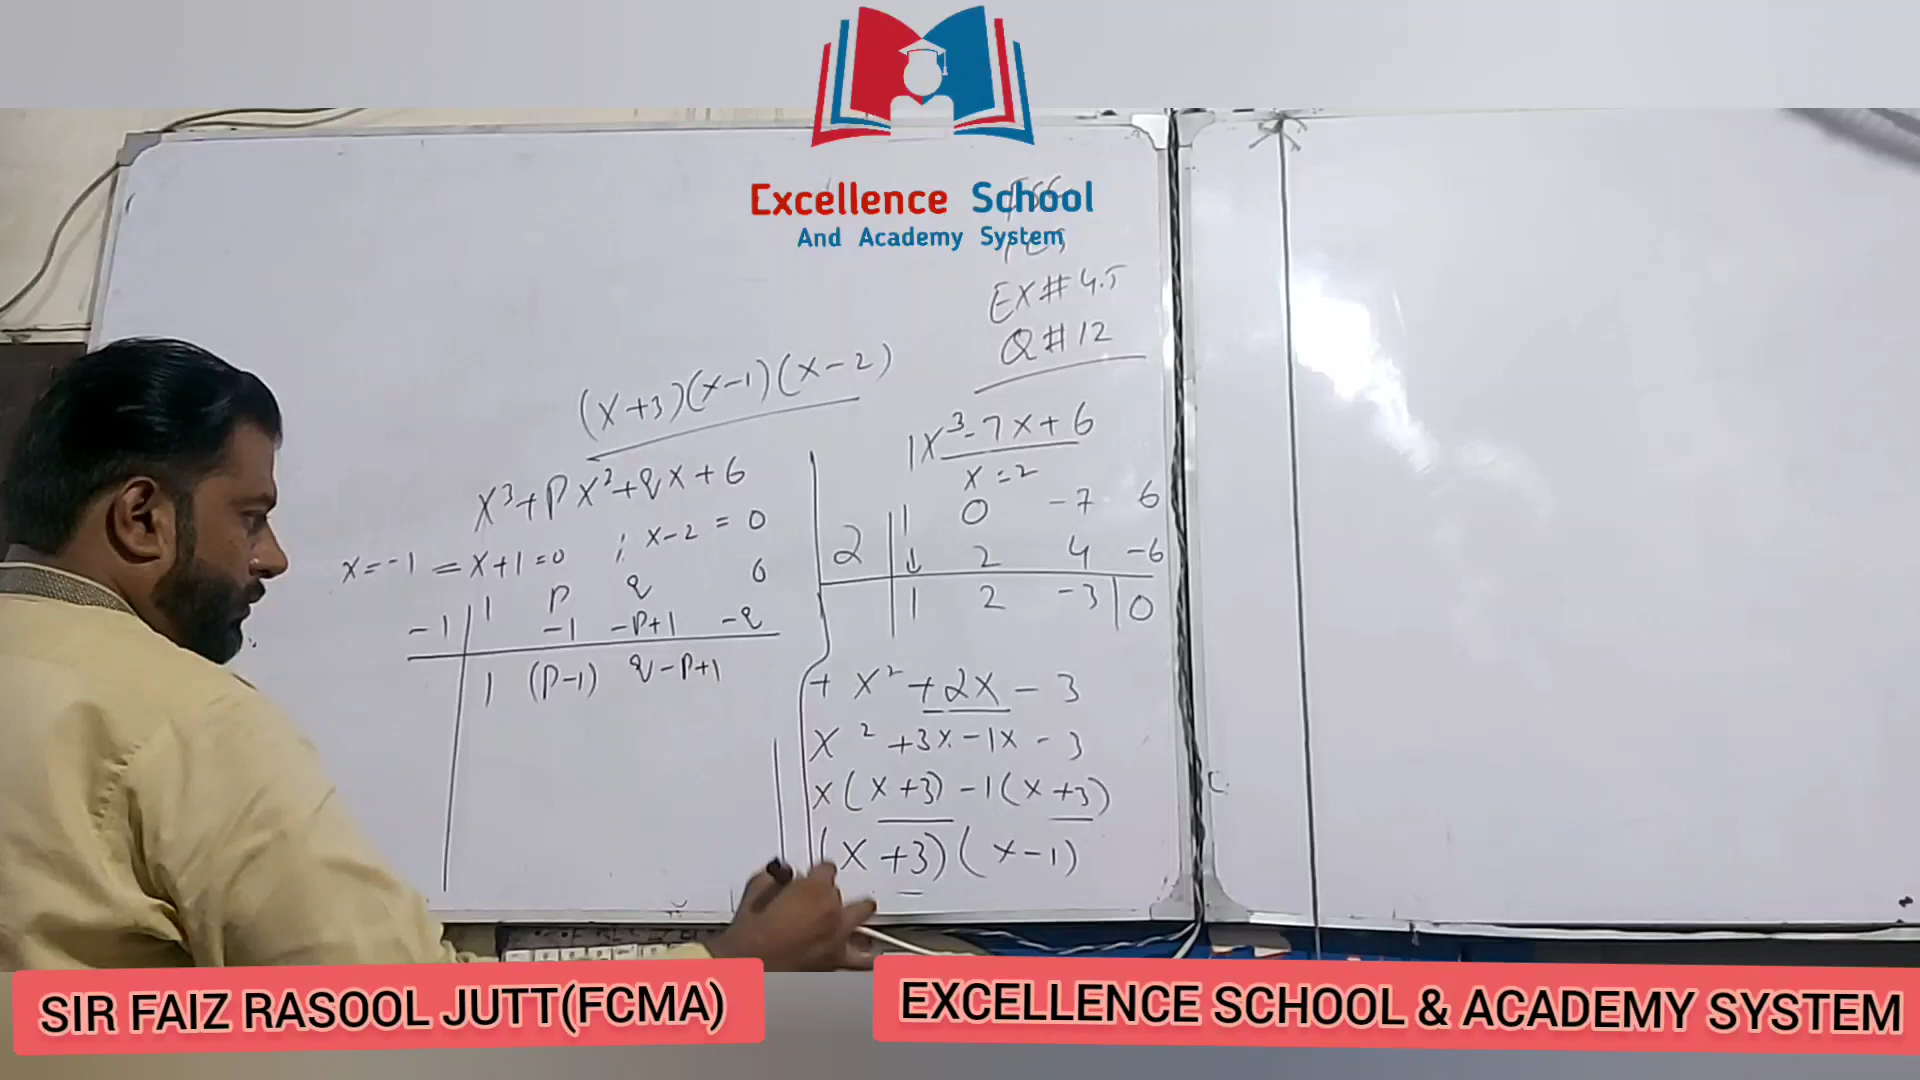 Excellence School
And Academy System
EX#4.5
Q#12
(x+3)(x-1)(x-2)
x³+Px²+qx+6
x=-1 = x+1=0 ; x-2 = 0
-1 | 1 P q 6
-1 -P+1 -q
1 (P-1) q-P+1
1x³-7x+6
x=2
2 | 1 0 -7 6
↓ 2 4 -6
1 2 -3 | 0
+ x² +2x - 3
x² +3x-1x - 3
x(x+3) -1(x+3)
(x+3)(x-1)
SIR FAIZ RASOOL JUTT(FCMA)
EXCELLENCE SCHOOL & ACADEMY SYSTEM